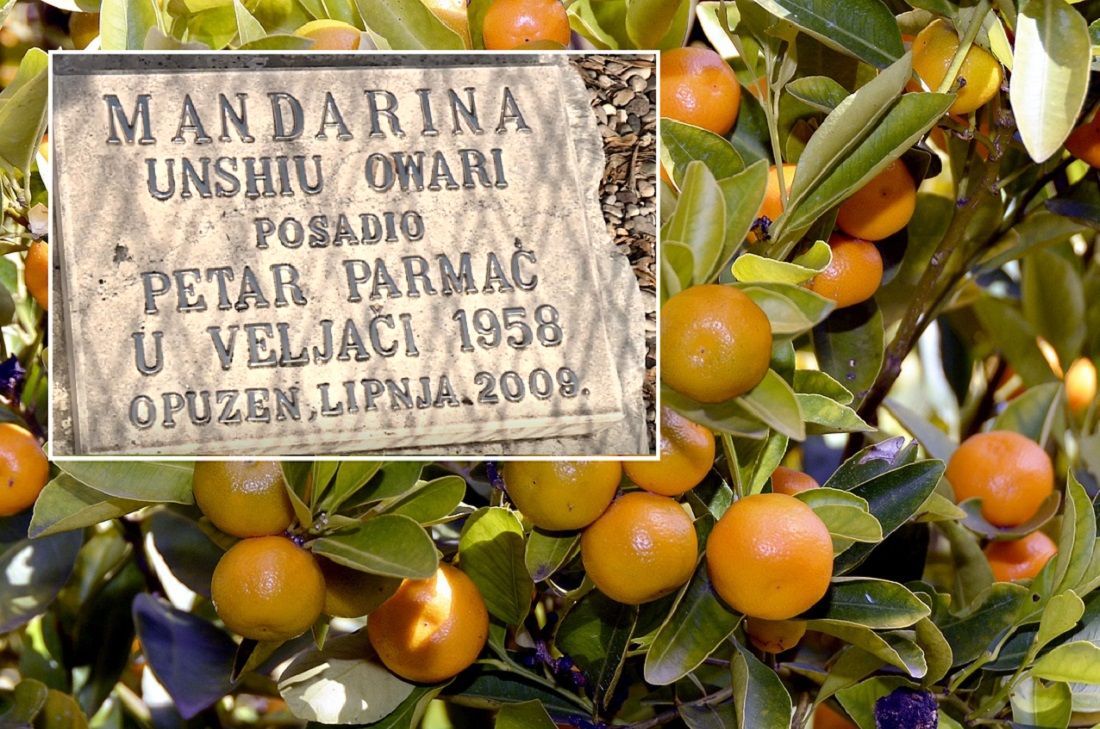 MANDARINA
UNSHIU OWARI
POSADIO
PETAR PARMAČ
U VELJAČI 1958
OPUZEN, LIPNJA 2009.